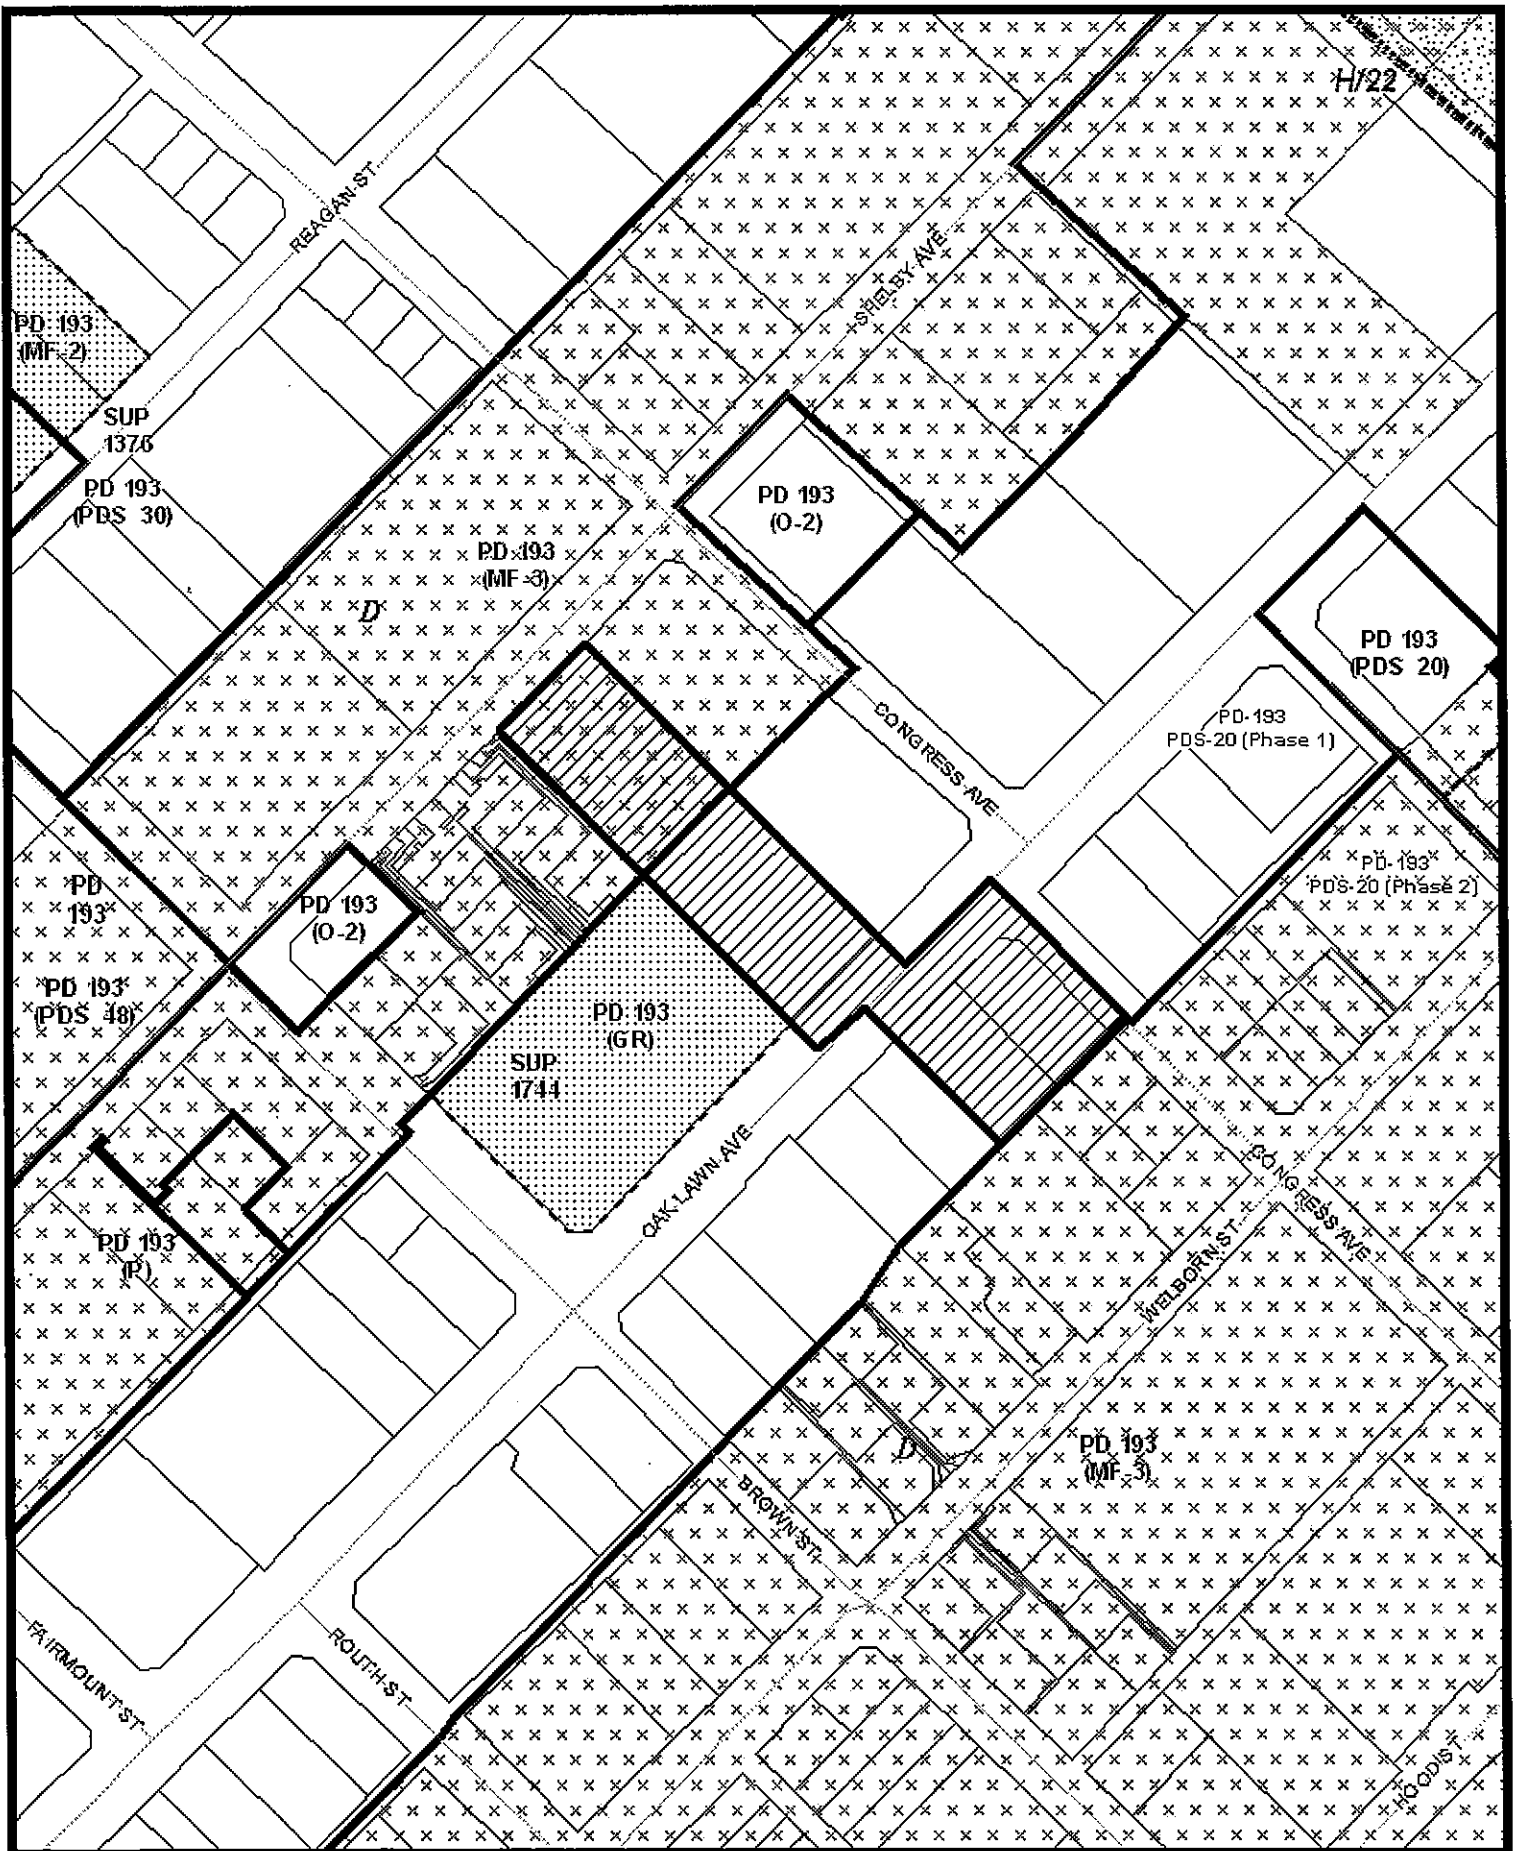 H/22
REAGAN ST
SHELBY AVE
PD 193
(MF-2)
SUP
1376
PD 193
(PDS 30)
PD 193
(O-2)
PD 193
(MF-3)
D
PD 193
(PDS 20)
CONGRESS AVE
PD-193
PDS-20 (Phase 1)
PD-193
PDS-20 (Phase 2)
PD
193
PD 193
(O-2)
PD 193
(PDS 48)
PD 193
(GR)
SUP
1744
OAK LAWN AVE
CONGRESS AVE
PD 193
(P)
WELBORN ST
D
PD 193
(MF-3)
BROWN ST
FAIRMOUNT ST
ROUTH ST
HOOD ST